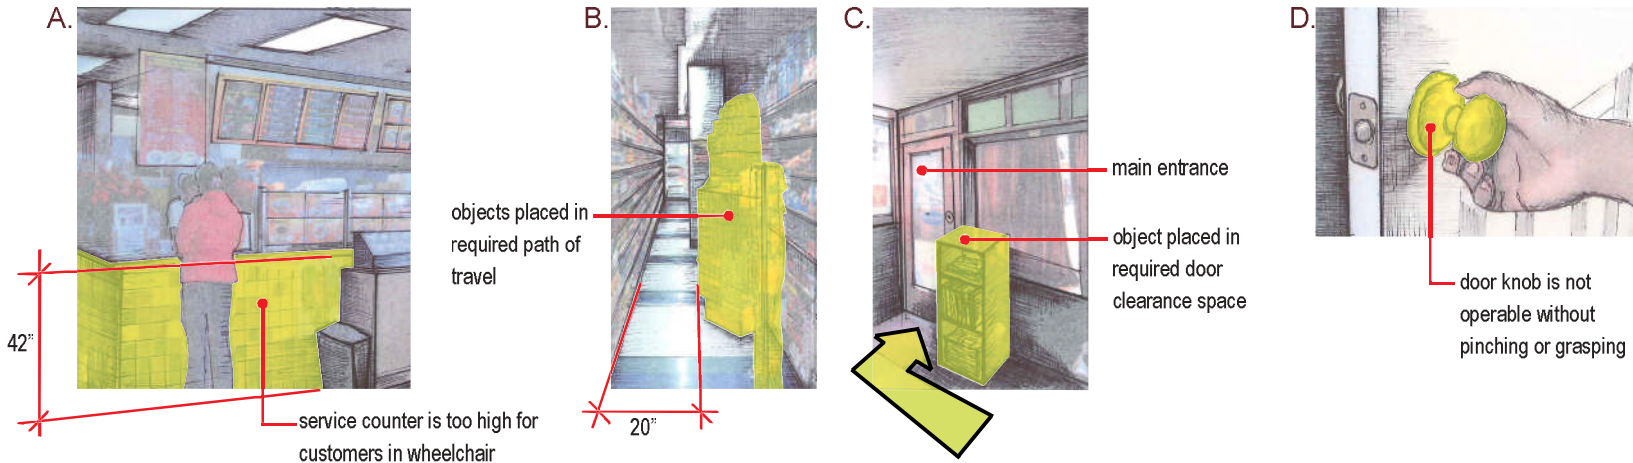 A.
42”
service counter is too high for
customers in wheelchair
B.
objects placed in
required path of
travel
20”
C.
main entrance
object placed in
required door
clearance space
D.
door knob is not
operable without
pinching or grasping